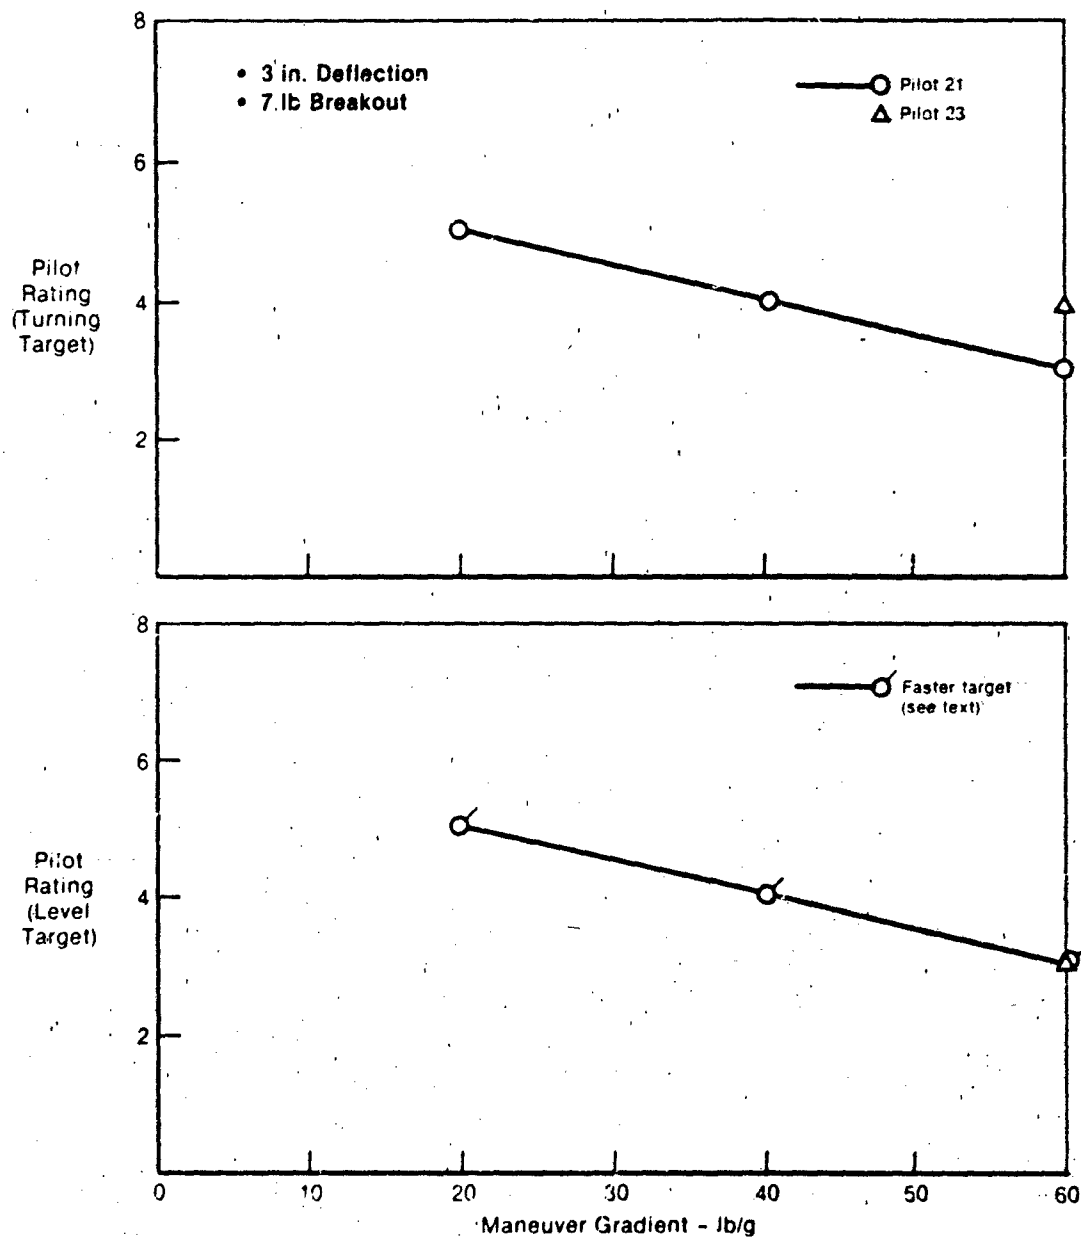 8
• 3 in. Deflection
• 7 lb Breakout
Pilot 21
Pilot 23
6
Pilot
Rating
(Turning
Target)
4
2
8
Faster target
(see text)
6
Pilot
Rating
(Level
Target)
4
2
0 10 20 30 40 50 60
Maneuver Gradient - lb/g